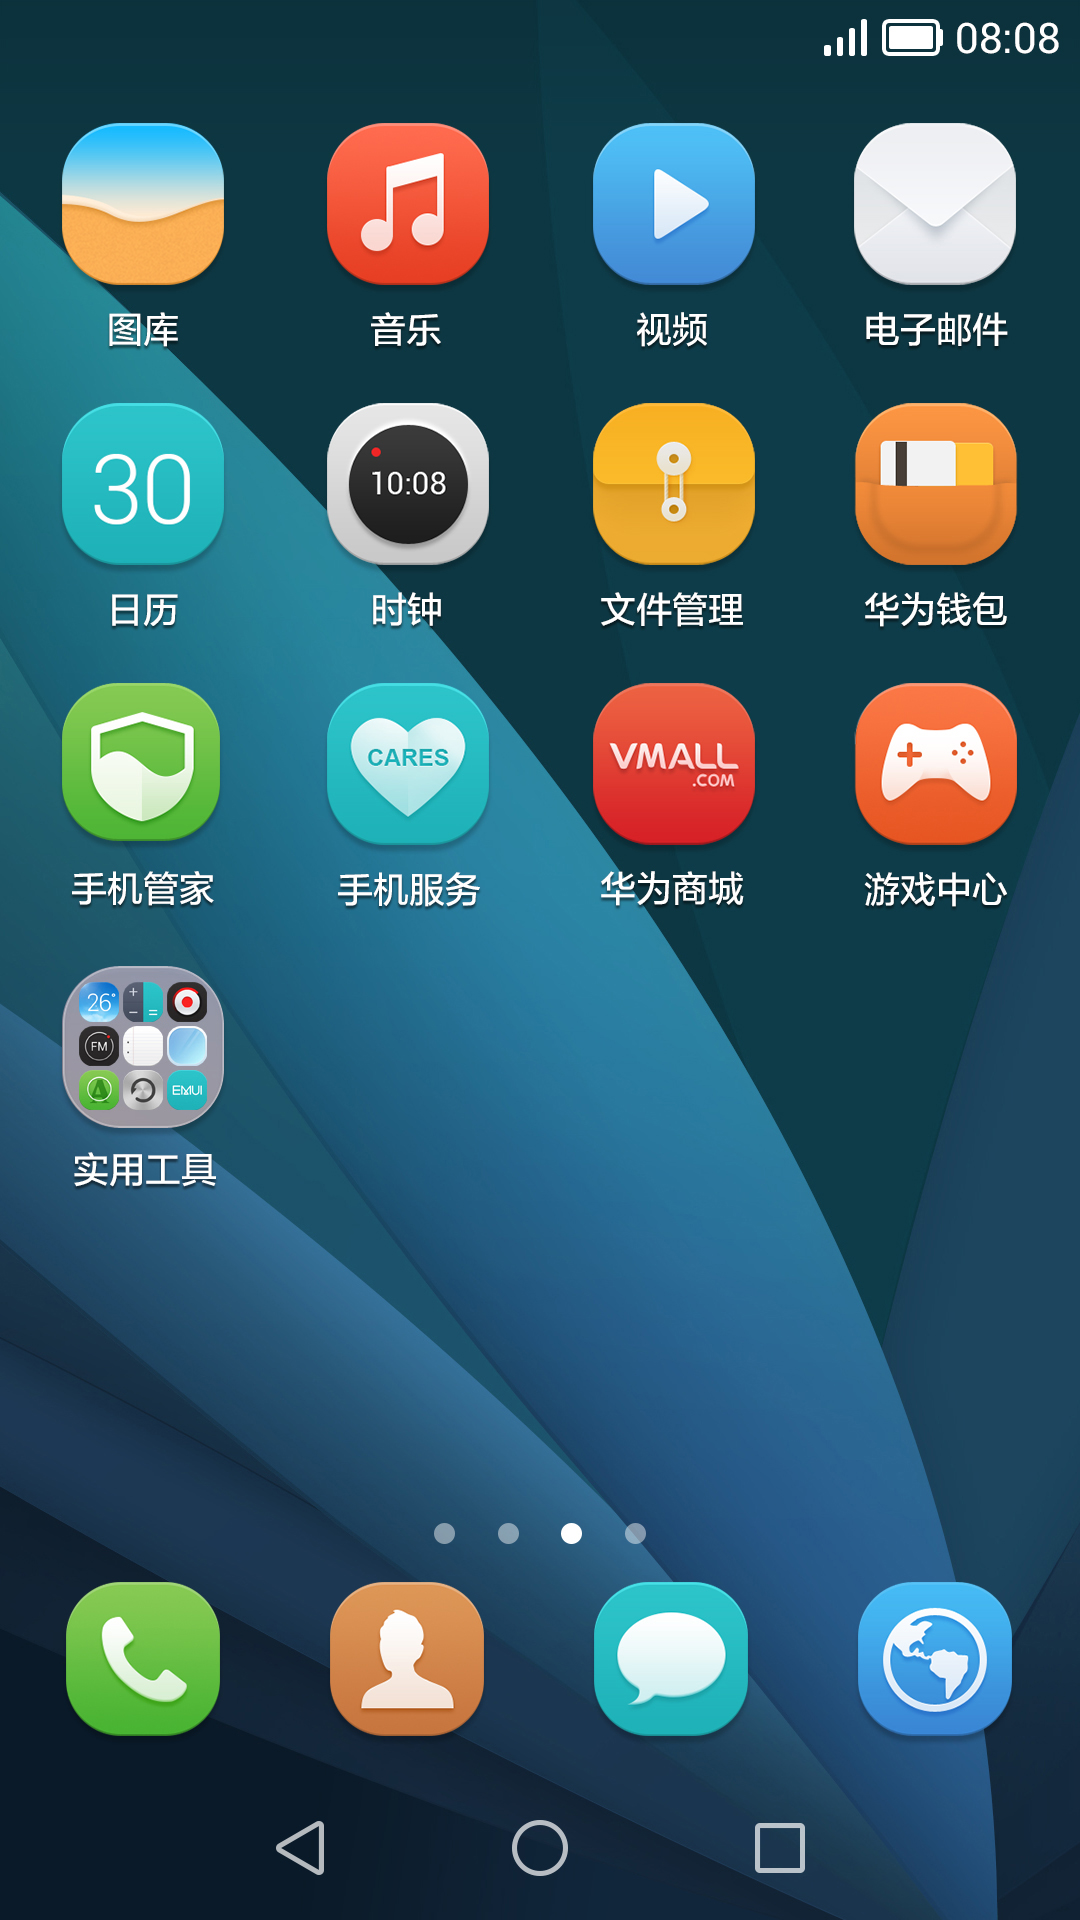 08:08
图库
音乐
视频
电子邮件
30
10:08
日历
时钟
文件管理
华为钱包
CARES
VMALL
.COM
手机管家
手机服务
华为商城
游戏中心
26°
FM
EMUI
实用工具